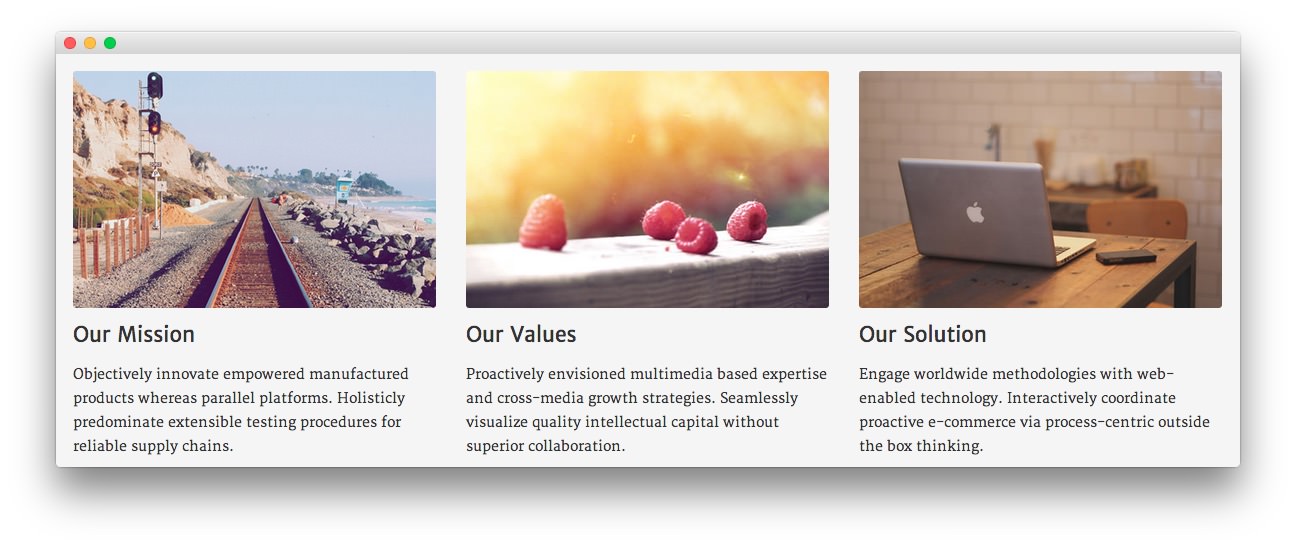 Our Mission
Objectively innovate empowered manufactured
products whereas parallel platforms. Holisticly
predominate extensible testing procedures for
reliable supply chains.
Our Values
Proactively envisioned multimedia based expertise
and cross-media growth strategies. Seamlessly
visualize quality intellectual capital without
superior collaboration.
Our Solution
Engage worldwide methodologies with web-
enabled technology. Interactively coordinate
proactive e-commerce via process-centric outside
the box thinking.